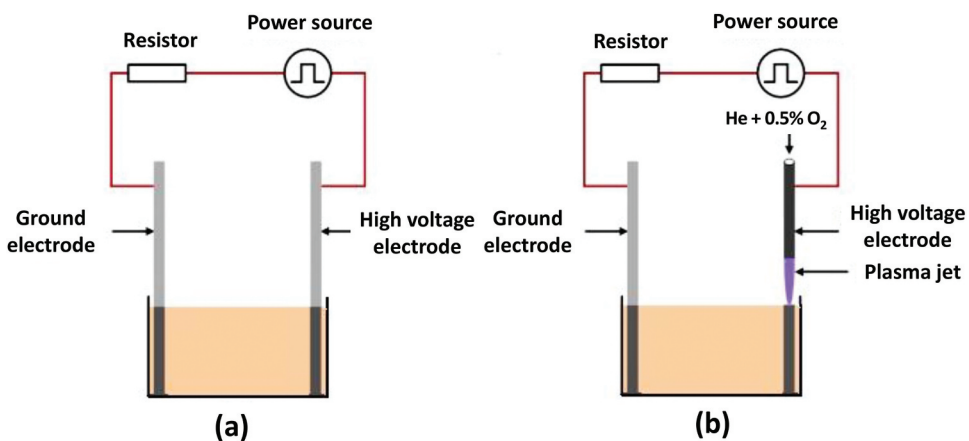 Power source
Resistor
Ground
electrode
High voltage
electrode
(a)
Power source
Resistor
He + 0.5% O₂
Ground
electrode
High voltage
electrode
Plasma jet
(b)